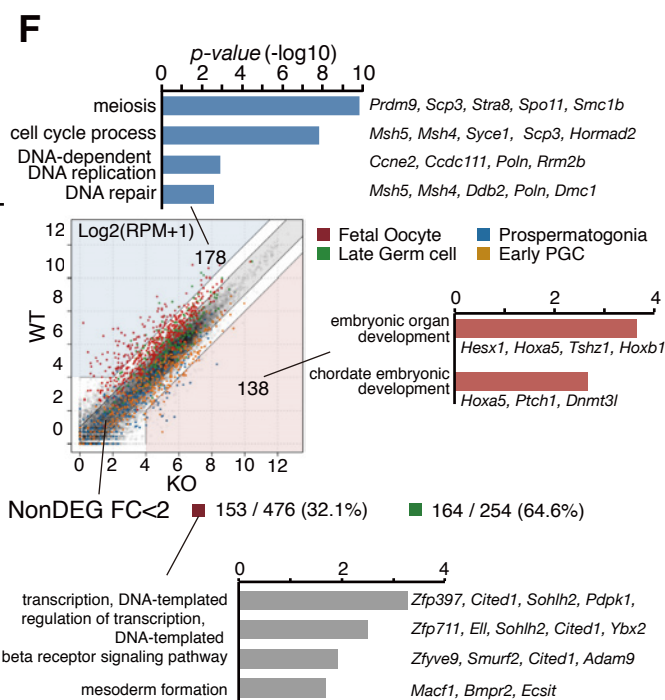 F
p-value (-log10)
0 2 4 6 8 10
meiosis
Prdm9, Scp3, Stra8, Spo11, Smc1b
cell cycle process
Msh5, Msh4, Syce1, Scp3, Hormad2
DNA-dependent
DNA replication
Ccne2, Ccdc111, Poln, Rrm2b
DNA repair
Msh5, Msh4, Ddb2, Poln, Dmc1
Log2(RPM+1)
178
138
WT
12
10
8
6
4
2
0
0 2 4 6 8 10 12
KO
Fetal Oocyte
Prospermatogonia
Late Germ cell
Early PGC
0 2 4
embryonic organ
development
Hesx1, Hoxa5, Tshz1, Hoxb1
chordate embryonic
development
Hoxa5, Ptch1, Dnmt3l
NonDEG FC<2
153 / 476 (32.1%)
164 / 254 (64.6%)
0 2 4
transcription, DNA-templated
Zfp397, Cited1, Sohlh2, Pdpk1,
regulation of transcription,
DNA-templated
Zfp711, Ell, Sohlh2, Cited1, Ybx2
beta receptor signaling pathway
Zfyve9, Smurf2, Cited1, Adam9
mesoderm formation
Macf1, Bmpr2, Ecsit